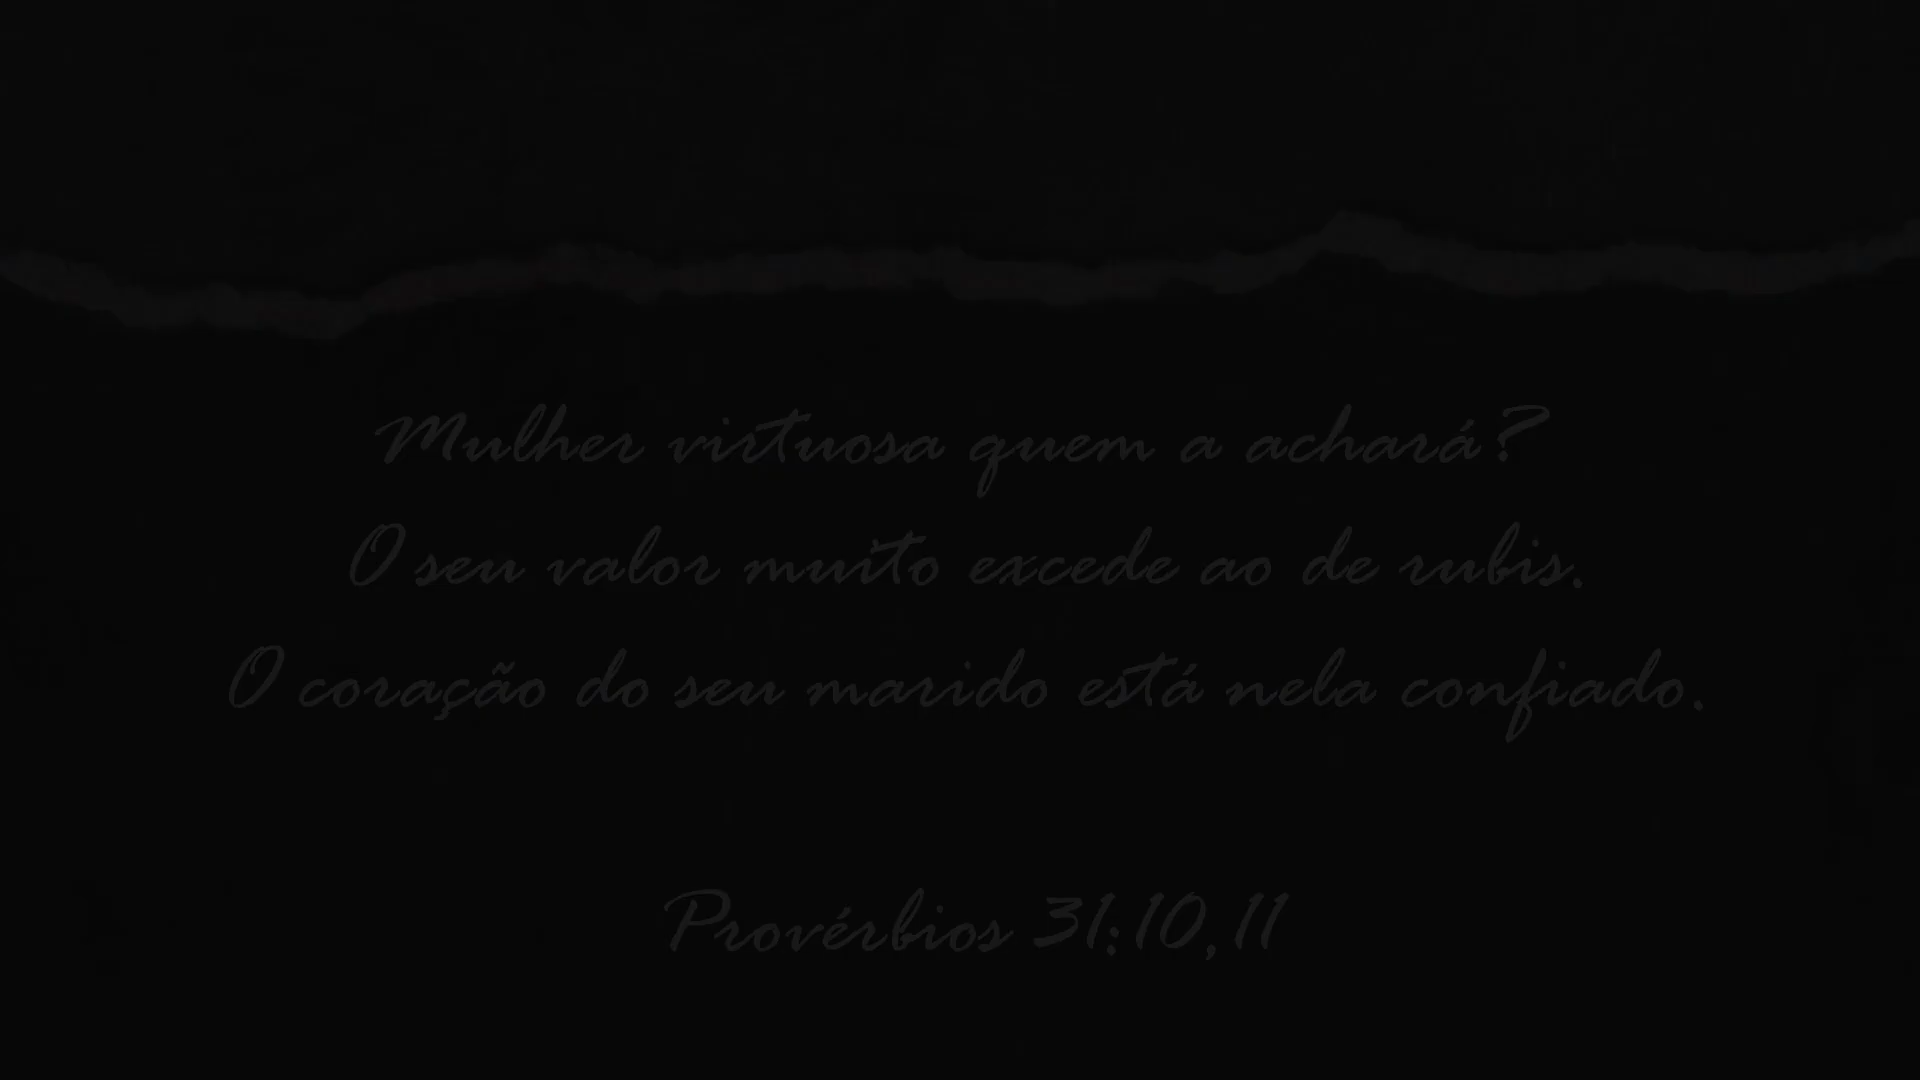 Mulher virtuosa quem a achará?
O seu valor muito excede ao de rubis.
O coração do seu marido está nela confiado.
Provérbios 31:10,11